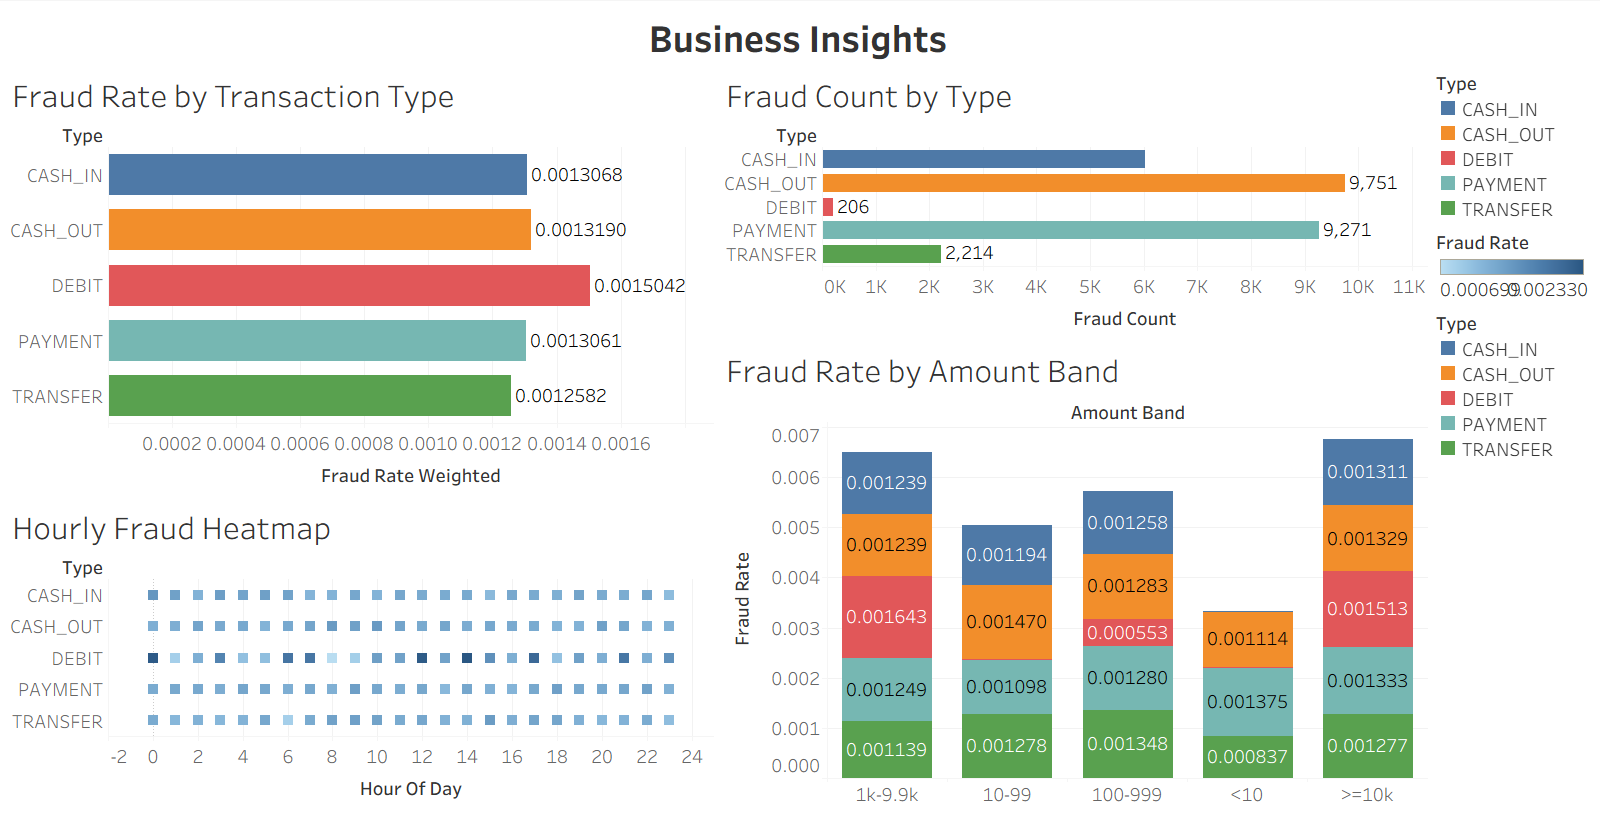 Business Insights
Fraud Rate by Transaction Type
Type
CASH_IN 0.0013068
CASH_OUT 0.0013190
DEBIT 0.0015042
PAYMENT 0.0013061
TRANSFER 0.0012582
0.0002 0.0004 0.0006 0.0008 0.0010 0.0012 0.0014 0.0016
Fraud Rate Weighted
Hourly Fraud Heatmap
Type
CASH_IN
CASH_OUT
DEBIT
PAYMENT
TRANSFER
-2 0 2 4 6 8 10 12 14 16 18 20 22 24
Hour Of Day
Fraud Count by Type
Type
CASH_IN
CASH_OUT 9,751
DEBIT 206
PAYMENT 9,271
TRANSFER 2,214
0K 1K 2K 3K 4K 5K 6K 7K 8K 9K 10K 11K
Fraud Count
Fraud Rate by Amount Band
Amount Band
Fraud Rate
0.007
0.006
0.005
0.004
0.003
0.002
0.001
0.000
0.001239
0.001239
0.001643
0.001249
0.001139
0.001194
0.001470
0.001098
0.001278
0.001258
0.001283
0.000553
0.001280
0.001348
0.001114
0.001375
0.000837
0.001311
0.001329
0.001513
0.001333
0.001277
1k-9.9k 10-99 100-999 <10 >=10k
Type
CASH_IN
CASH_OUT
DEBIT
PAYMENT
TRANSFER
Fraud Rate
0.000699 0.002330
Type
CASH_IN
CASH_OUT
DEBIT
PAYMENT
TRANSFER